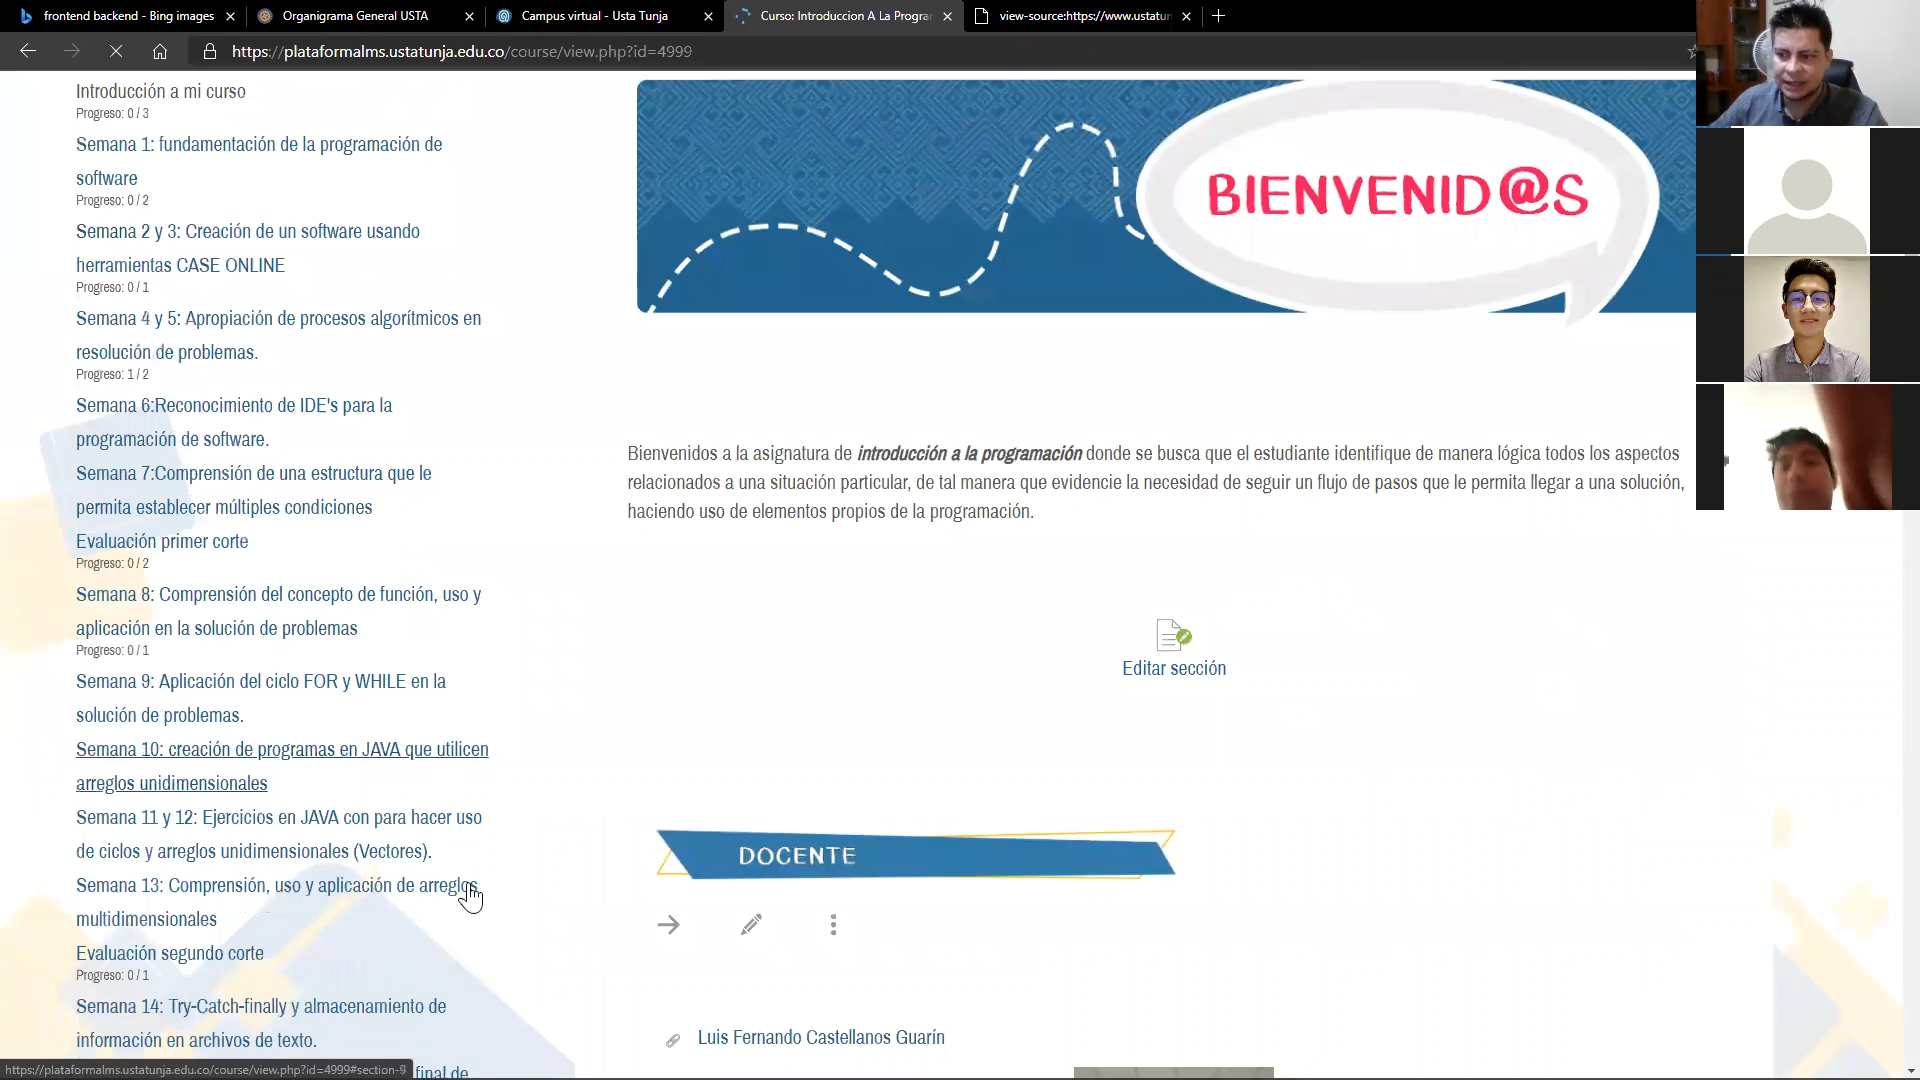 frontend backend - Bing images
Organigrama General USTA
Campus virtual - Usta Tunja
Curso: Introduccion A La Progra
view-source:https://www.ustatun
https://plataformalms.ustatunja.edu.co/course/view.php?id=4999
Introducción a mi curso
Progreso: 0 / 3
Semana 1: fundamentación de la programación de
software
Progreso: 0 / 2
Semana 2 y 3: Creación de un software usando
herramientas CASE ONLINE
Progreso: 0 / 1
Semana 4 y 5: Apropiación de procesos algorítmicos en
resolución de problemas.
Progreso: 1 / 2
Semana 6:Reconocimiento de IDE's para la
programación de software.
Semana 7:Comprensión de una estructura que le
permita establecer múltiples condiciones
Evaluación primer corte
Progreso: 0 / 2
Semana 8: Comprensión del concepto de función, uso y
aplicación en la solución de problemas
Progreso: 0 / 1
Semana 9: Aplicación del ciclo FOR y WHILE en la
solución de problemas.
Semana 10: creación de programas en JAVA que utilicen
arreglos unidimensionales
Semana 11 y 12: Ejercicios en JAVA con para hacer uso
de ciclos y arreglos unidimensionales (Vectores).
Semana 13: Comprensión, uso y aplicación de arreglos
multidimensionales
Evaluación segundo corte
Progreso: 0 / 1
Semana 14: Try-Catch-finally y almacenamiento de
información en archivos de texto.
final de
https://plataformalms.ustatunja.edu.co/course/view.php?id=4999#section-9
BIENVENID@S
Bienvenidos a la asignatura de introducción a la programación donde se busca que el estudiante identifique de manera lógica todos los aspectos
relacionados a una situación particular, de tal manera que evidencie la necesidad de seguir un flujo de pasos que le permita llegar a una solución,
haciendo uso de elementos propios de la programación.
Editar sección
DOCENTE
Luis Fernando Castellanos Guarín